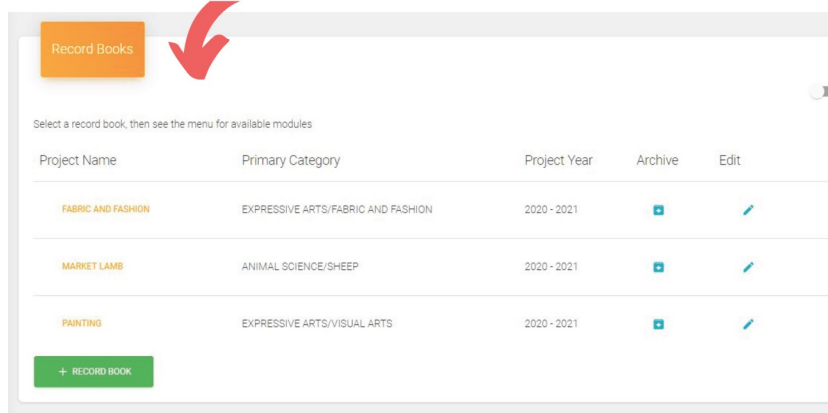 Record Books
Select a record book, then see the menu for available modules
Project Name Primary Category Project Year Archive Edit
FABRIC AND FASHION EXPRESSIVE ARTS/FABRIC AND FASHION 2020 - 2021
MARKET LAMB ANIMAL SCIENCE/SHEEP 2020 - 2021
PAINTING EXPRESSIVE ARTS/VISUAL ARTS 2020 - 2021
+ RECORD BOOK